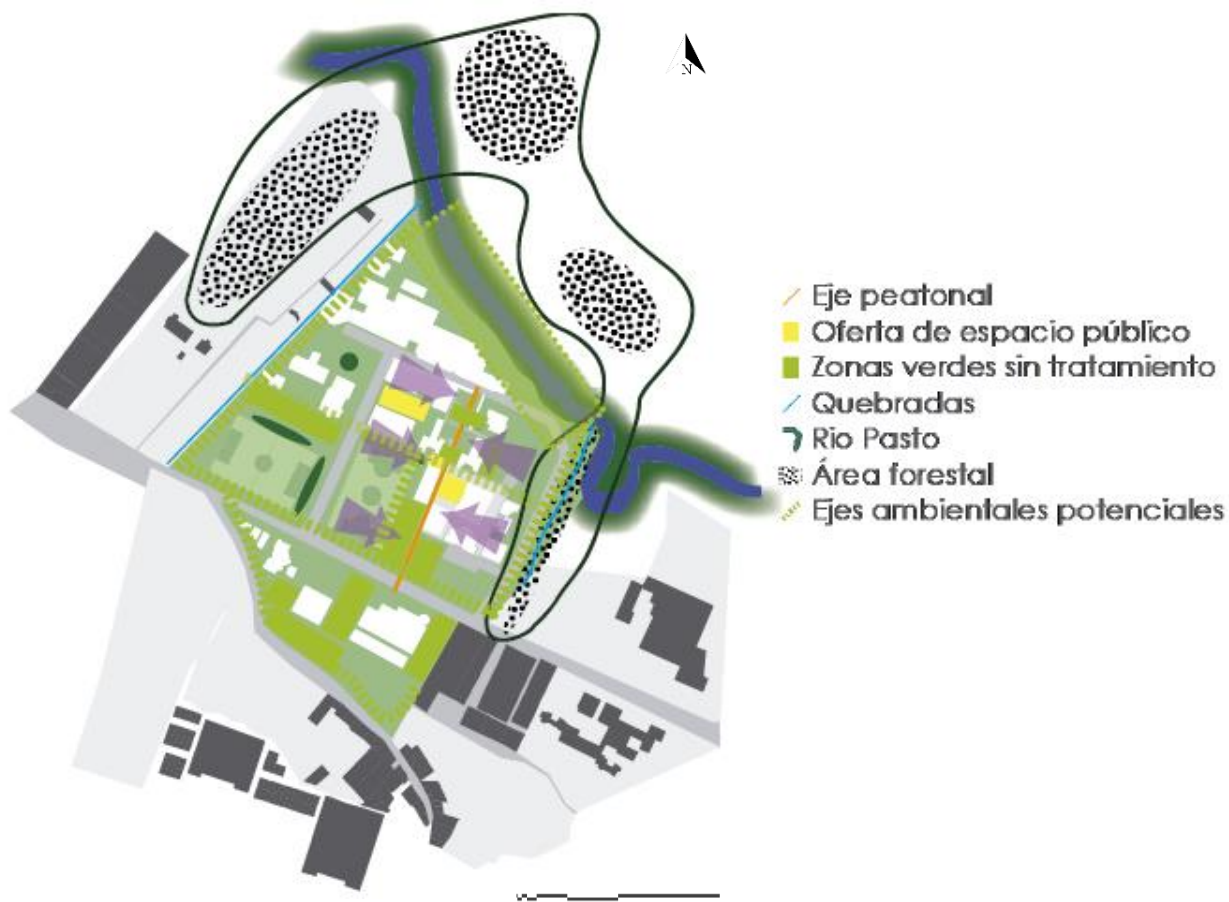 N
Eje peatonal
Oferta de espacio público
Zonas verdes sin tratamiento
Quebradas
Rio Pasto
Área forestal
Ejes ambientales potenciales